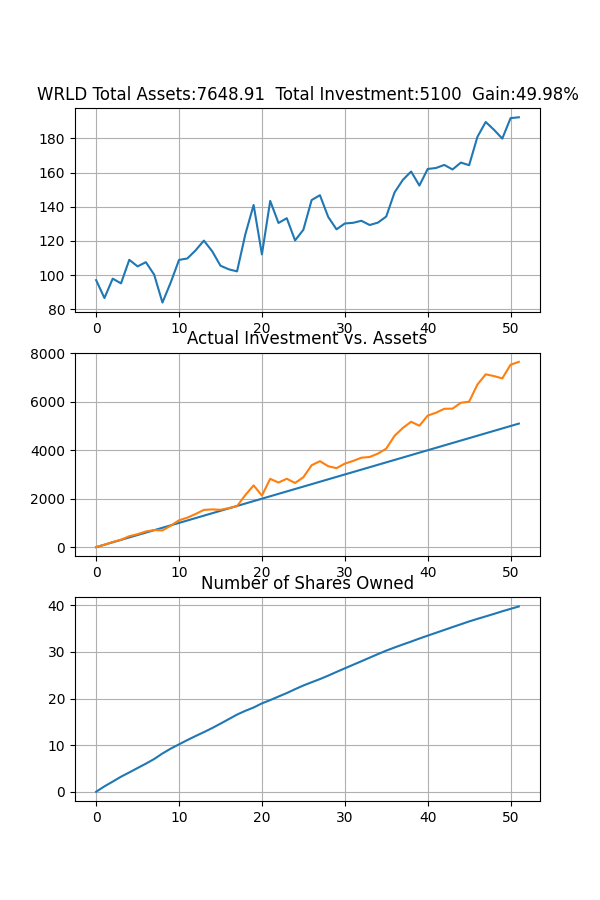 WRLD Total Assets:7648.91  Total Investment:5100  Gain:49.98%
180
160
140
120
100
80
0 10 20 30 40 50
Actual Investment vs. Assets
8000
6000
4000
2000
0
0 10 20 30 40 50
Number of Shares Owned
40
30
20
10
0
0 10 20 30 40 50